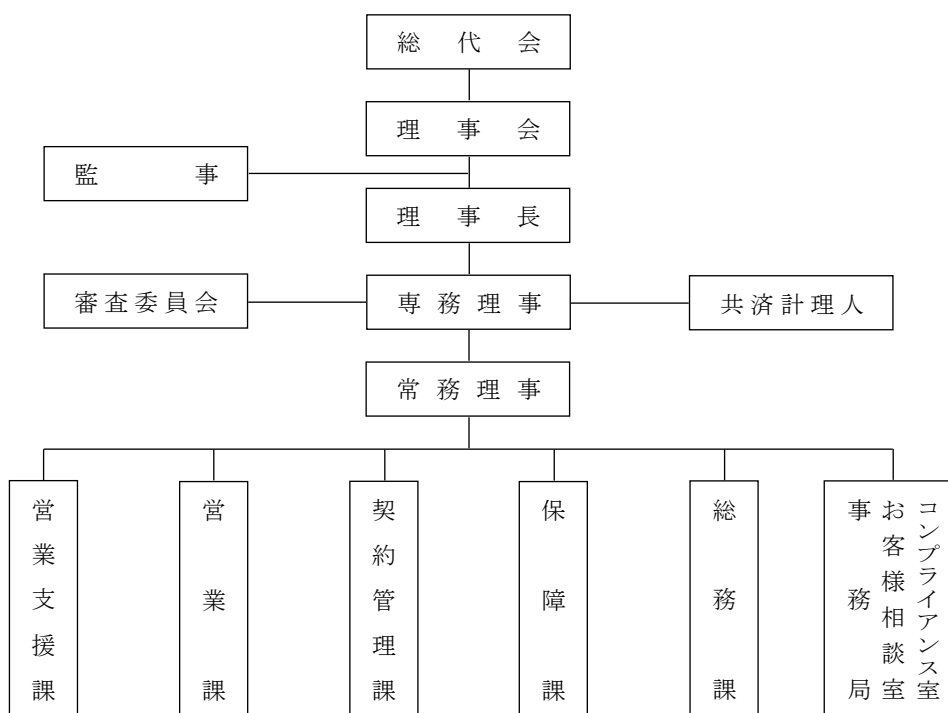 総代会
理事会
監事
理事長
審査委員会
専務理事
共済計理人
常務理事
営業支援課
営業課
契約管理課
保障課
総務課
コンプライアンス室
お客様相談室
事務局